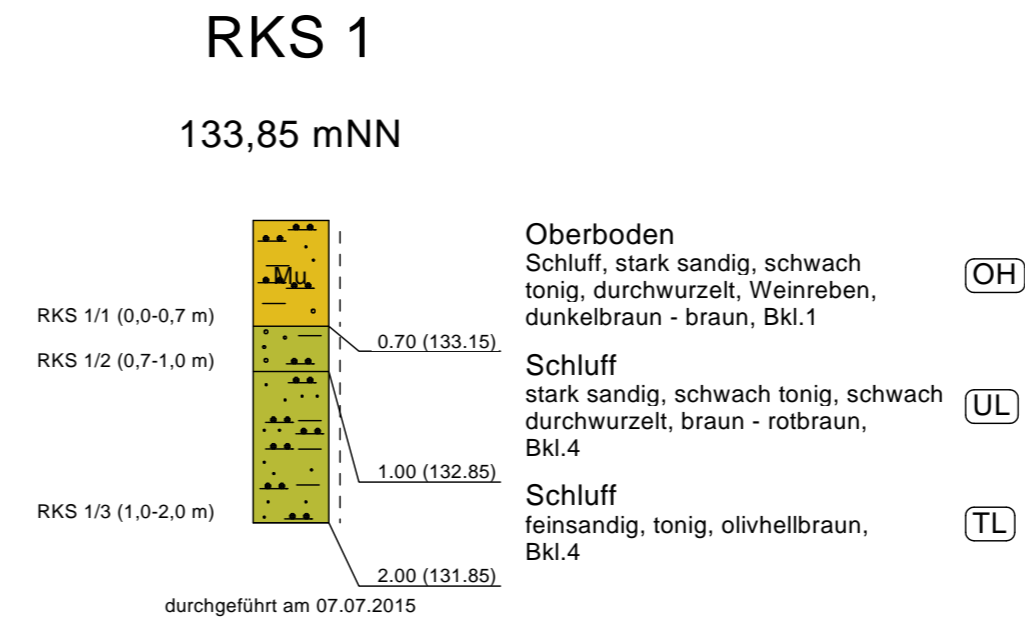 RKS 1
133,85 mNN
Mu
RKS 1/1 (0,0-0,7 m)
0.70 (133.15)
Oberboden
Schluff, stark sandig, schwach
tonig, durchwurzelt, Weinreben,
dunkelbraun - braun, Bkl.1
OH
RKS 1/2 (0,7-1,0 m)
1.00 (132.85)
Schluff
stark sandig, schwach tonig, schwach
durchwurzelt, braun - rotbraun,
Bkl.4
UL
RKS 1/3 (1,0-2,0 m)
2.00 (131.85)
Schluff
feinsandig, tonig, olivhellbraun,
Bkl.4
TL
durchgeführt am 07.07.2015